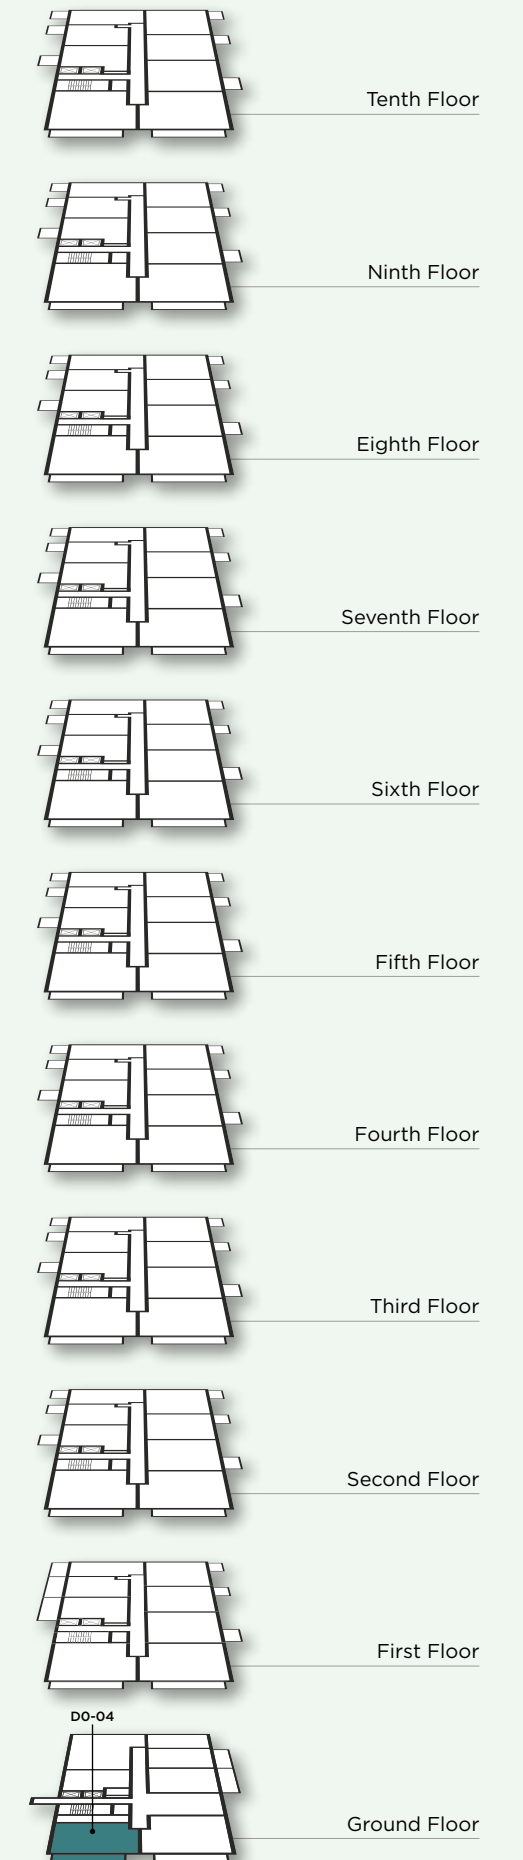 Tenth Floor
Ninth Floor
Eighth Floor
Seventh Floor
Sixth Floor
Fifth Floor
Fourth Floor
Third Floor
Second Floor
First Floor
D0-04
Ground Floor